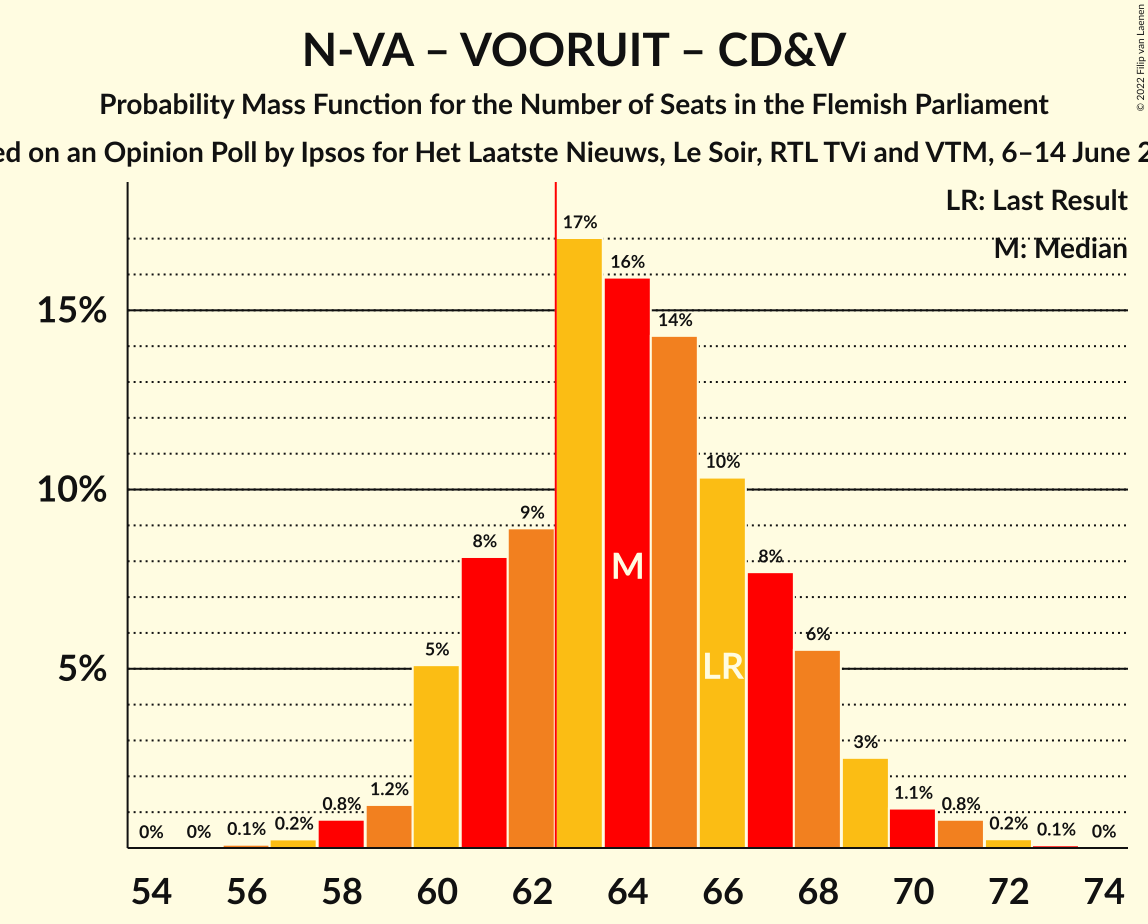 N-VA – VOORUIT – CD&V
Probability Mass Function for the Number of Seats in the Flemish Parliament
on an Opinion Poll by Ipsos for Het Laatste Nieuws, Le Soir, RTL TVi and VTM, 6–14 June
© 2022 Filip van Laenen
LR: Last Result
M: Median
17%
16%
15%
14%
10%
10%
9%
8%
M
8%
6%
5%
5%
LR
3%
1.2%
1.1%
0.8%
0.8%
0% 0% 0.1% 0.2% 0.2% 0.1% 0%
54 56 58 60 62 64 66 68 70 72 74